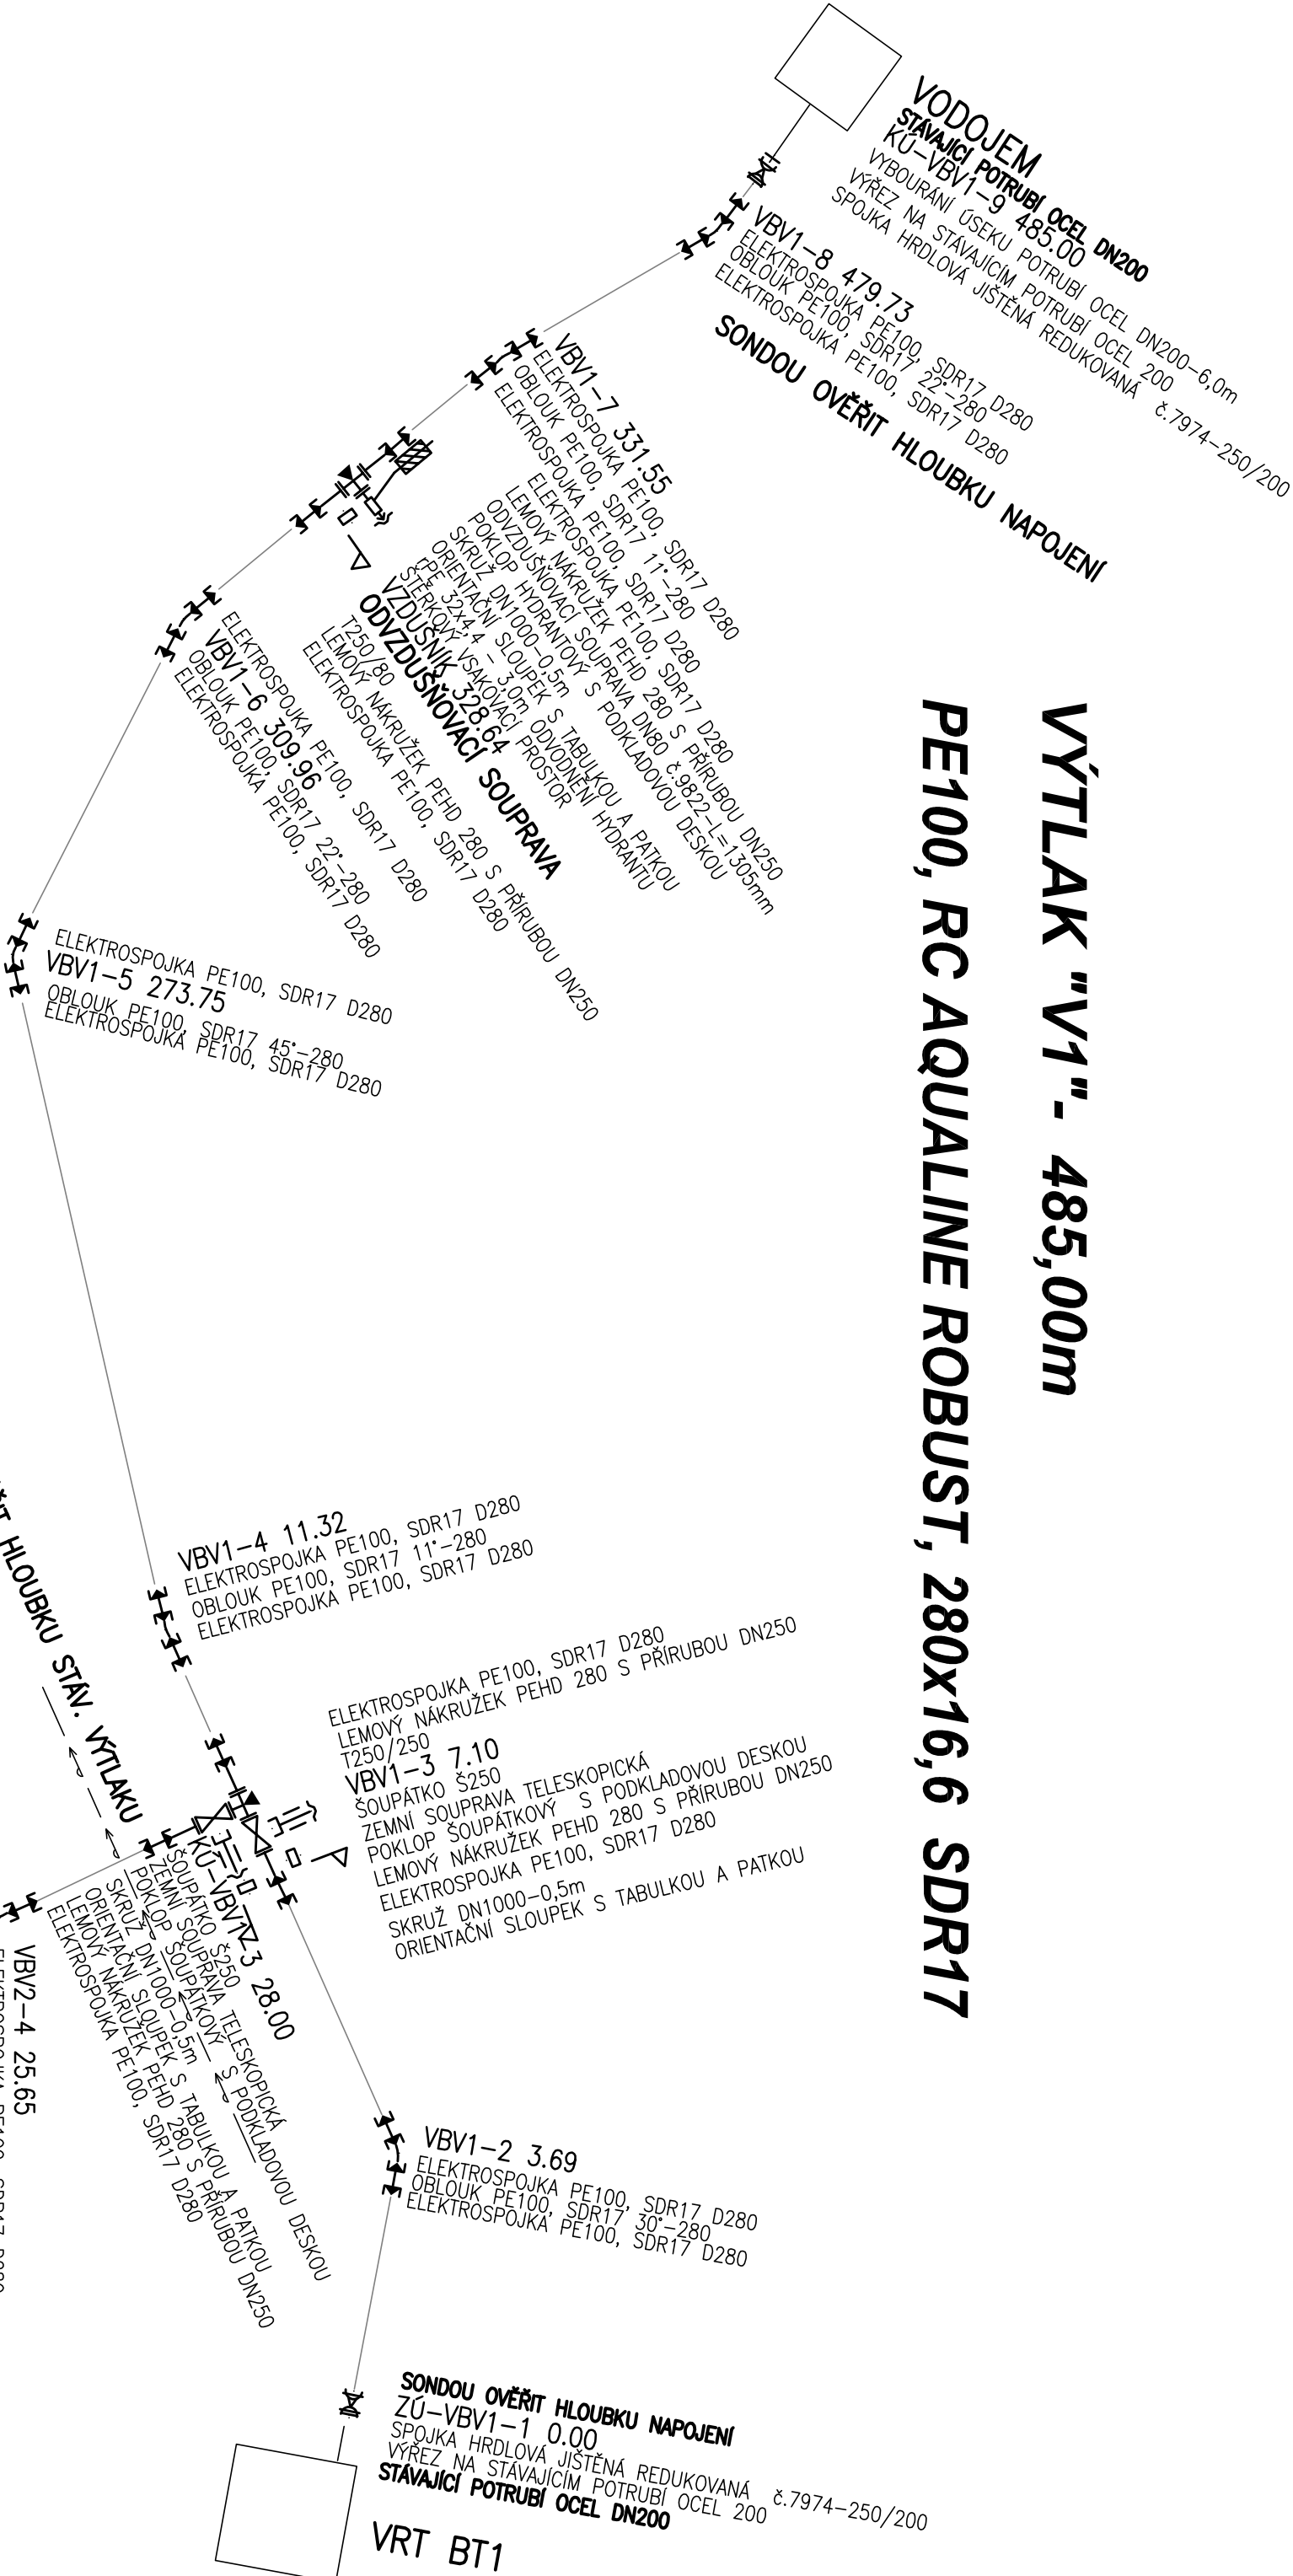 VODOJEM
STÁVAJÍCÍ POTRUBÍ OCEL DN200
KÚ-VBV1-9 485.00
VYBOURÁNÍ ÚSEKU POTRUBÍ OCEL DN200-6,0m
VÝŘEZ NA STÁVAJÍCÍM POTRUBÍ OCEL 200
SPOJKA HRDLOVÁ JIŠTĚNÁ REDUKOVANÁ č.7974-250/200
VBV1-8 479.73
ELEKTROSPOJKA PE100, SDR17 D280
OBLOUK PE100, SDR17 22°-280
ELEKTROSPOJKA PE100, SDR17 D280
SONDOU OVĚŘIT HLOUBKU NAPOJENÍ
VBV1-7 331.55
ELEKTROSPOJKA PE100, SDR17 D280
OBLOUK PE100, SDR17 11°-280
ELEKTROSPOJKA PE100, SDR17 D280
ELEKTROSPOJKA PE100, SDR17 D280
LEMOVÝ NÁKRUŽEK PEHD 280 S PŘÍRUBOU DN250
ODVZDUŠŇOVACÍ SOUPRAVA DN80 č.9822-L=1305mm
POKLOP HYDRANTOVÝ S PODKLADOVOU DESKOU
SKRUŽ DN1000-0,5m
ORIENTAČNÍ SLOUPEK S TABULKOU A PATKOU
rPE 32x4,4 - 3,0m ODVODNĚNÍ HYDRANTU
ŠTĚRKOVÝ VSAKOVACÍ PROSTOR
VZDUŠNÍK 328.64
ODVZDUŠŇOVACÍ SOUPRAVA
T250/80
LEMOVÝ NÁKRUŽEK PEHD 280 S PŘÍRUBOU DN250
ELEKTROSPOJKA PE100, SDR17 D280
ELEKTROSPOJKA PE100, SDR17 D280
VBV1-6 309.96
OBLOUK PE100, SDR17 22°-280
ELEKTROSPOJKA PE100, SDR17 D280
VÝTLAK "V1"- 485,00m
PE100, RC AQUALINE ROBUST, 280x16,6 SDR17
ELEKTROSPOJKA PE100, SDR17 D280
VBV1-5 273.75
OBLOUK PE100, SDR17 45°-280
ELEKTROSPOJKA PE100, SDR17 D280
VBV1-4 11.32
ELEKTROSPOJKA PE100, SDR17 D280
OBLOUK PE100, SDR17 11°-280
ELEKTROSPOJKA PE100, SDR17 D280
HLOUBKU STÁV. VÝTLAKU
ELEKTROSPOJKA PE100, SDR17 D280
LEMOVÝ NÁKRUŽEK PEHD 280 S PŘÍRUBOU DN250
T250/250
VBV1-3 7.10
ŠOUPÁTKO Š250
ZEMNÍ SOUPRAVA TELESKOPICKÁ
POKLOP ŠOUPÁTKOVÝ S PODKLADOVOU DESKOU
LEMOVÝ NÁKRUŽEK PEHD 280 S PŘÍRUBOU DN250
ELEKTROSPOJKA PE100, SDR17 D280
SKRUŽ DN1000-0,5m
ORIENTAČNÍ SLOUPEK S TABULKOU A PATKOU
28.00
ŠOUPÁTKO Š250
ZEMNÍ SOUPRAVA TELESKOPICKÁ
POKLOP ŠOUPÁTKOVÝ S PODKLADOVOU DESKOU
SKRUŽ DN1000-0,5m
ORIENTAČNÍ SLOUPEK S TABULKOU A PATKOU
LEMOVÝ NÁKRUŽEK PEHD 280 S PŘÍRUBOU DN250
ELEKTROSPOJKA PE100, SDR17 D280
VBV2-4 25.65
VBV1-2 3.69
ELEKTROSPOJKA PE100, SDR17 D280
OBLOUK PE100, SDR17 30°-280
ELEKTROSPOJKA PE100, SDR17 D280
SONDOU OVĚŘIT HLOUBKU NAPOJENÍ
ZÚ-VBV1-1 0.00
SPOJKA HRDLOVÁ JIŠTĚNÁ REDUKOVANÁ č.7974-250/200
VÝŘEZ NA STÁVAJÍCÍM POTRUBÍ OCEL 200
STÁVAJÍCÍ POTRUBÍ OCEL DN200
VRT BT1